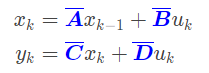 x_k = \overline{A}x_{k-1} + \overline{B}u_k
y_k = \overline{C}x_k + \overline{D}u_k